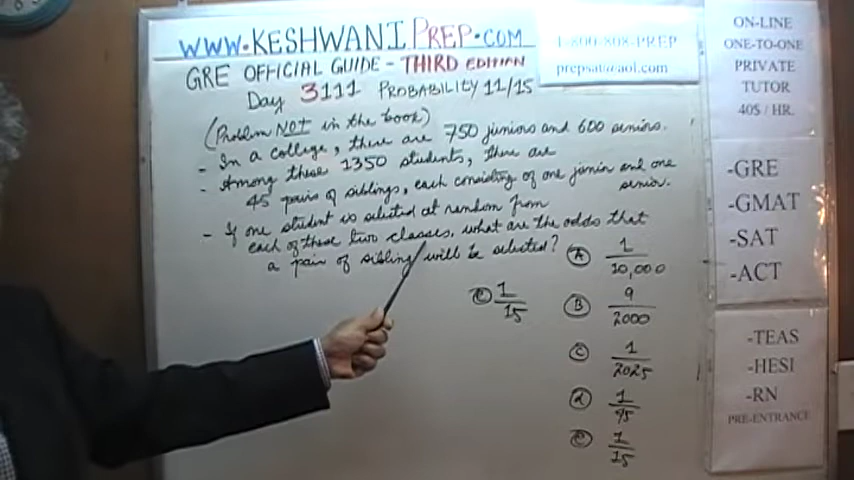 WWW.KESHWANIPREP.COM
1-800-808-PREP
prepsat@aol.com
GRE OFFICIAL GUIDE - THIRD EDITION
Day 3111 PROBABILITY 11/15
(Problem NOT in the book)
- In a college, there are 750 juniors and 600 seniors.
- Among these 1350 students, there are
45 pairs of siblings, each consisting of one junior and one
senior.
- If one student is selected at random from
each of these two classes, what are the odds that
a pair of sibling will be selected?
(A) 1/10,000
(B) 9/2000
(C) 1/2025
(d) 1/45
(e) 1/15
(e) 1/15
ON-LINE
ONE-TO-ONE
PRIVATE
TUTOR
40$ / HR.
-GRE
-GMAT
-SAT
-ACT
-TEAS
-HESI
-RN
PRE-ENTRANCE